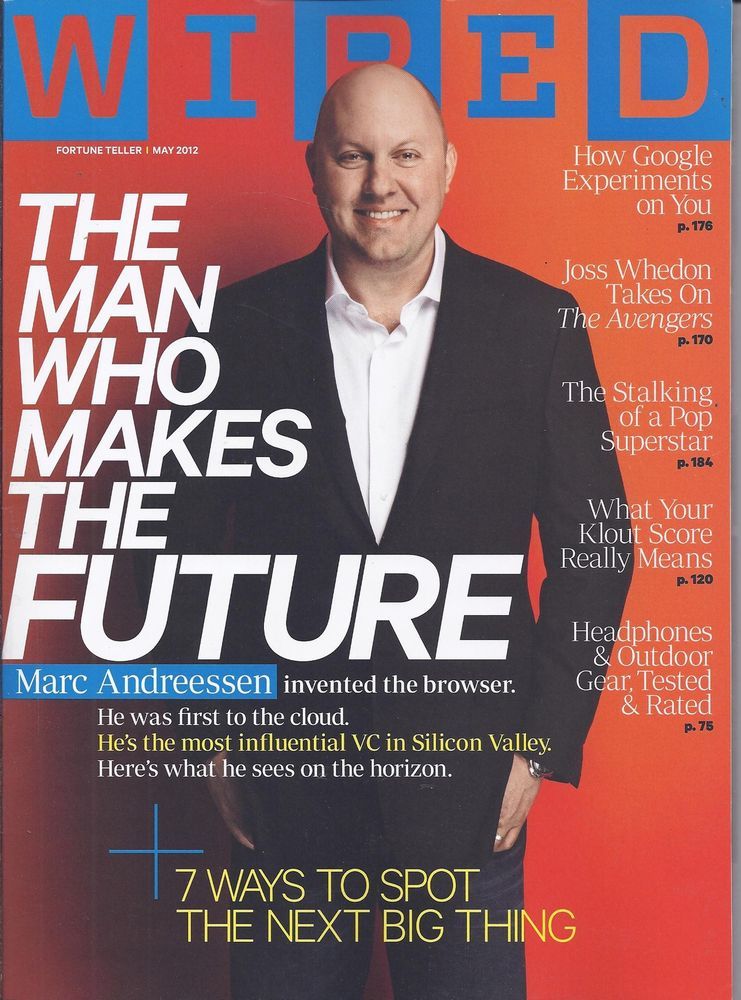 WIRED
FORTUNE TELLER | MAY 2012
THE
MAN
WHO
MAKES
THE
FUTURE
Marc Andreessen invented the browser.
He was first to the cloud.
He's the most influential VC in Silicon Valley.
Here's what he sees on the horizon.
+
7 WAYS TO SPOT
THE NEXT BIG THING
How Google
Experiments
on You
p. 176
Joss Whedon
Takes On
The Avengers
p. 170
The Stalking
of a Pop
Superstar
p. 184
What Your
Klout Score
Really Means
p. 120
Headphones
& Outdoor
Gear, Tested
& Rated
p. 75